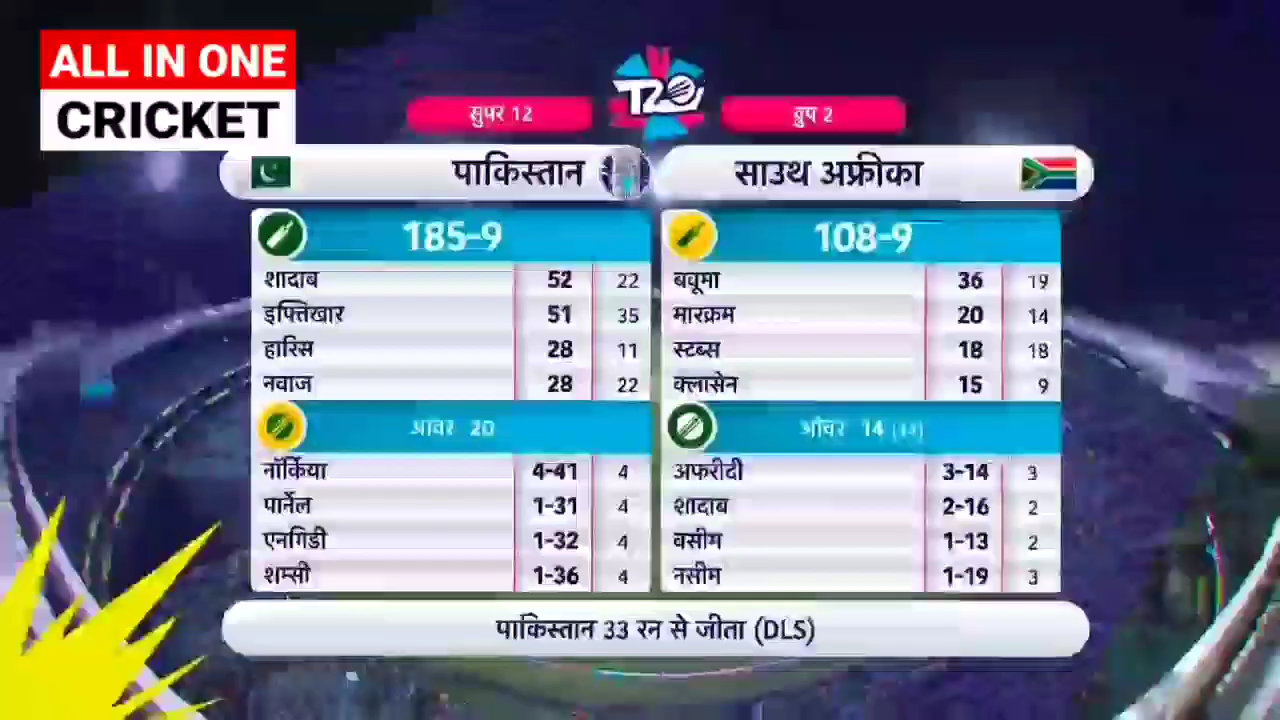 ALL IN ONE
CRICKET
T20
सुपर 12
ग्रुप 2
पाकिस्तान
साउथ अफ्रीका
185-9
108-9
शादाब 52 22
बवूमा 36 19
इफ्तिखार 51 35
मारक्रम 20 14
हारिस 28 11
स्टब्स 18 18
नवाज 28 22
क्लासेन 15 9
ओवर 20
ओवर 14
नॉर्किया 4-41 4
अफरीदी 3-14 3
पार्नेल 1-31 4
शादाब 2-16 2
एनगिडी 1-32 4
वसीम 1-13 2
शम्सी 1-36 4
नसीम 1-19 3
पाकिस्तान 33 रन से जीता (DLS)